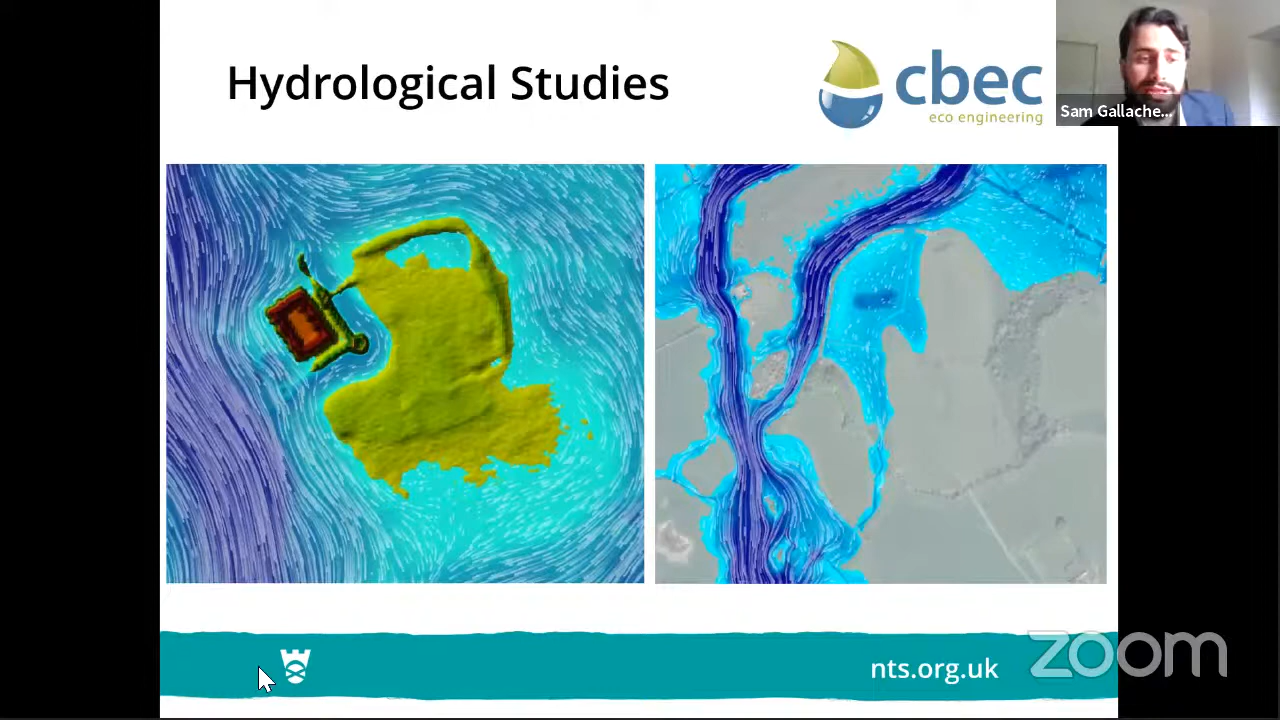 Hydrological Studies
cbec
eco engineering
Sam Gallache...
nts.org.uk
zoom